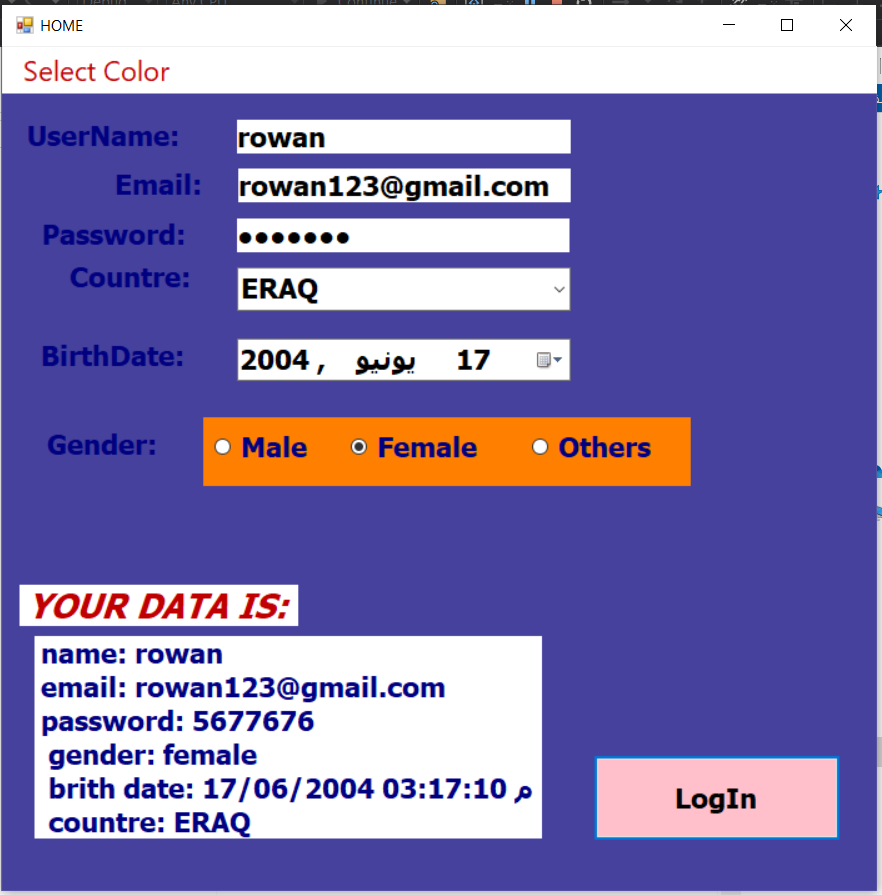 HOME
Select Color
UserName: rowan
Email: rowan123@gmail.com
Password: ●●●●●●●
Countre: ERAQ
BirthDate: 17 يونيو , 2004
Gender: Male Female Others
YOUR DATA IS:
name: rowan
email: rowan123@gmail.com
password: 5677676
gender: female
brith date: 17/06/2004 03:17:10 م
countre: ERAQ
LogIn